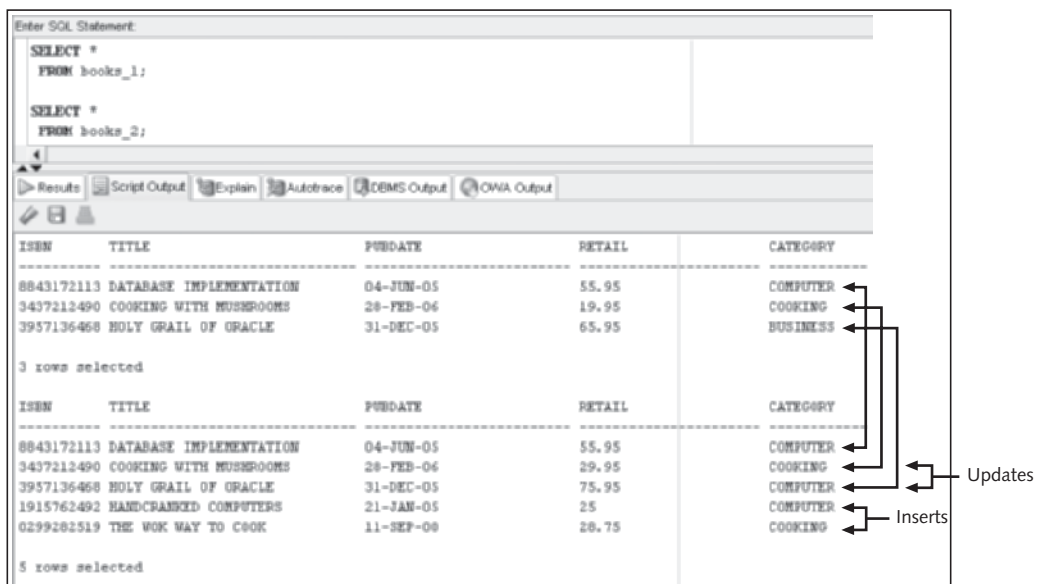 Enter SQL Statement:
SELECT *
FROM books_1;
SELECT *
FROM books_2;
Results Script Output Explain Autotrace DBMS Output OWA Output
ISBN TITLE PUBDATE RETAIL CATEGORY
8843172113 DATABASE IMPLEMENTATION 04-JUN-05 55.95 COMPUTER
3437212490 COOKING WITH MUSHROOMS 28-FEB-06 19.95 COOKING
3957136468 HOLY GRAIL OF ORACLE 31-DEC-05 65.95 BUSINESS
3 rows selected
ISBN TITLE PUBDATE RETAIL CATEGORY
8843172113 DATABASE IMPLEMENTATION 04-JUN-05 55.95 COMPUTER
3437212490 COOKING WITH MUSHROOMS 28-FEB-06 29.95 COOKING
3957136468 HOLY GRAIL OF ORACLE 31-DEC-05 75.95 COMPUTER
Updates
1915762492 HANDCRANKED COMPUTERS 21-JAN-05 25 COMPUTER
Inserts
0299282519 THE WOK WAY TO COOK 11-SEP-00 28.75 COOKING
5 rows selected